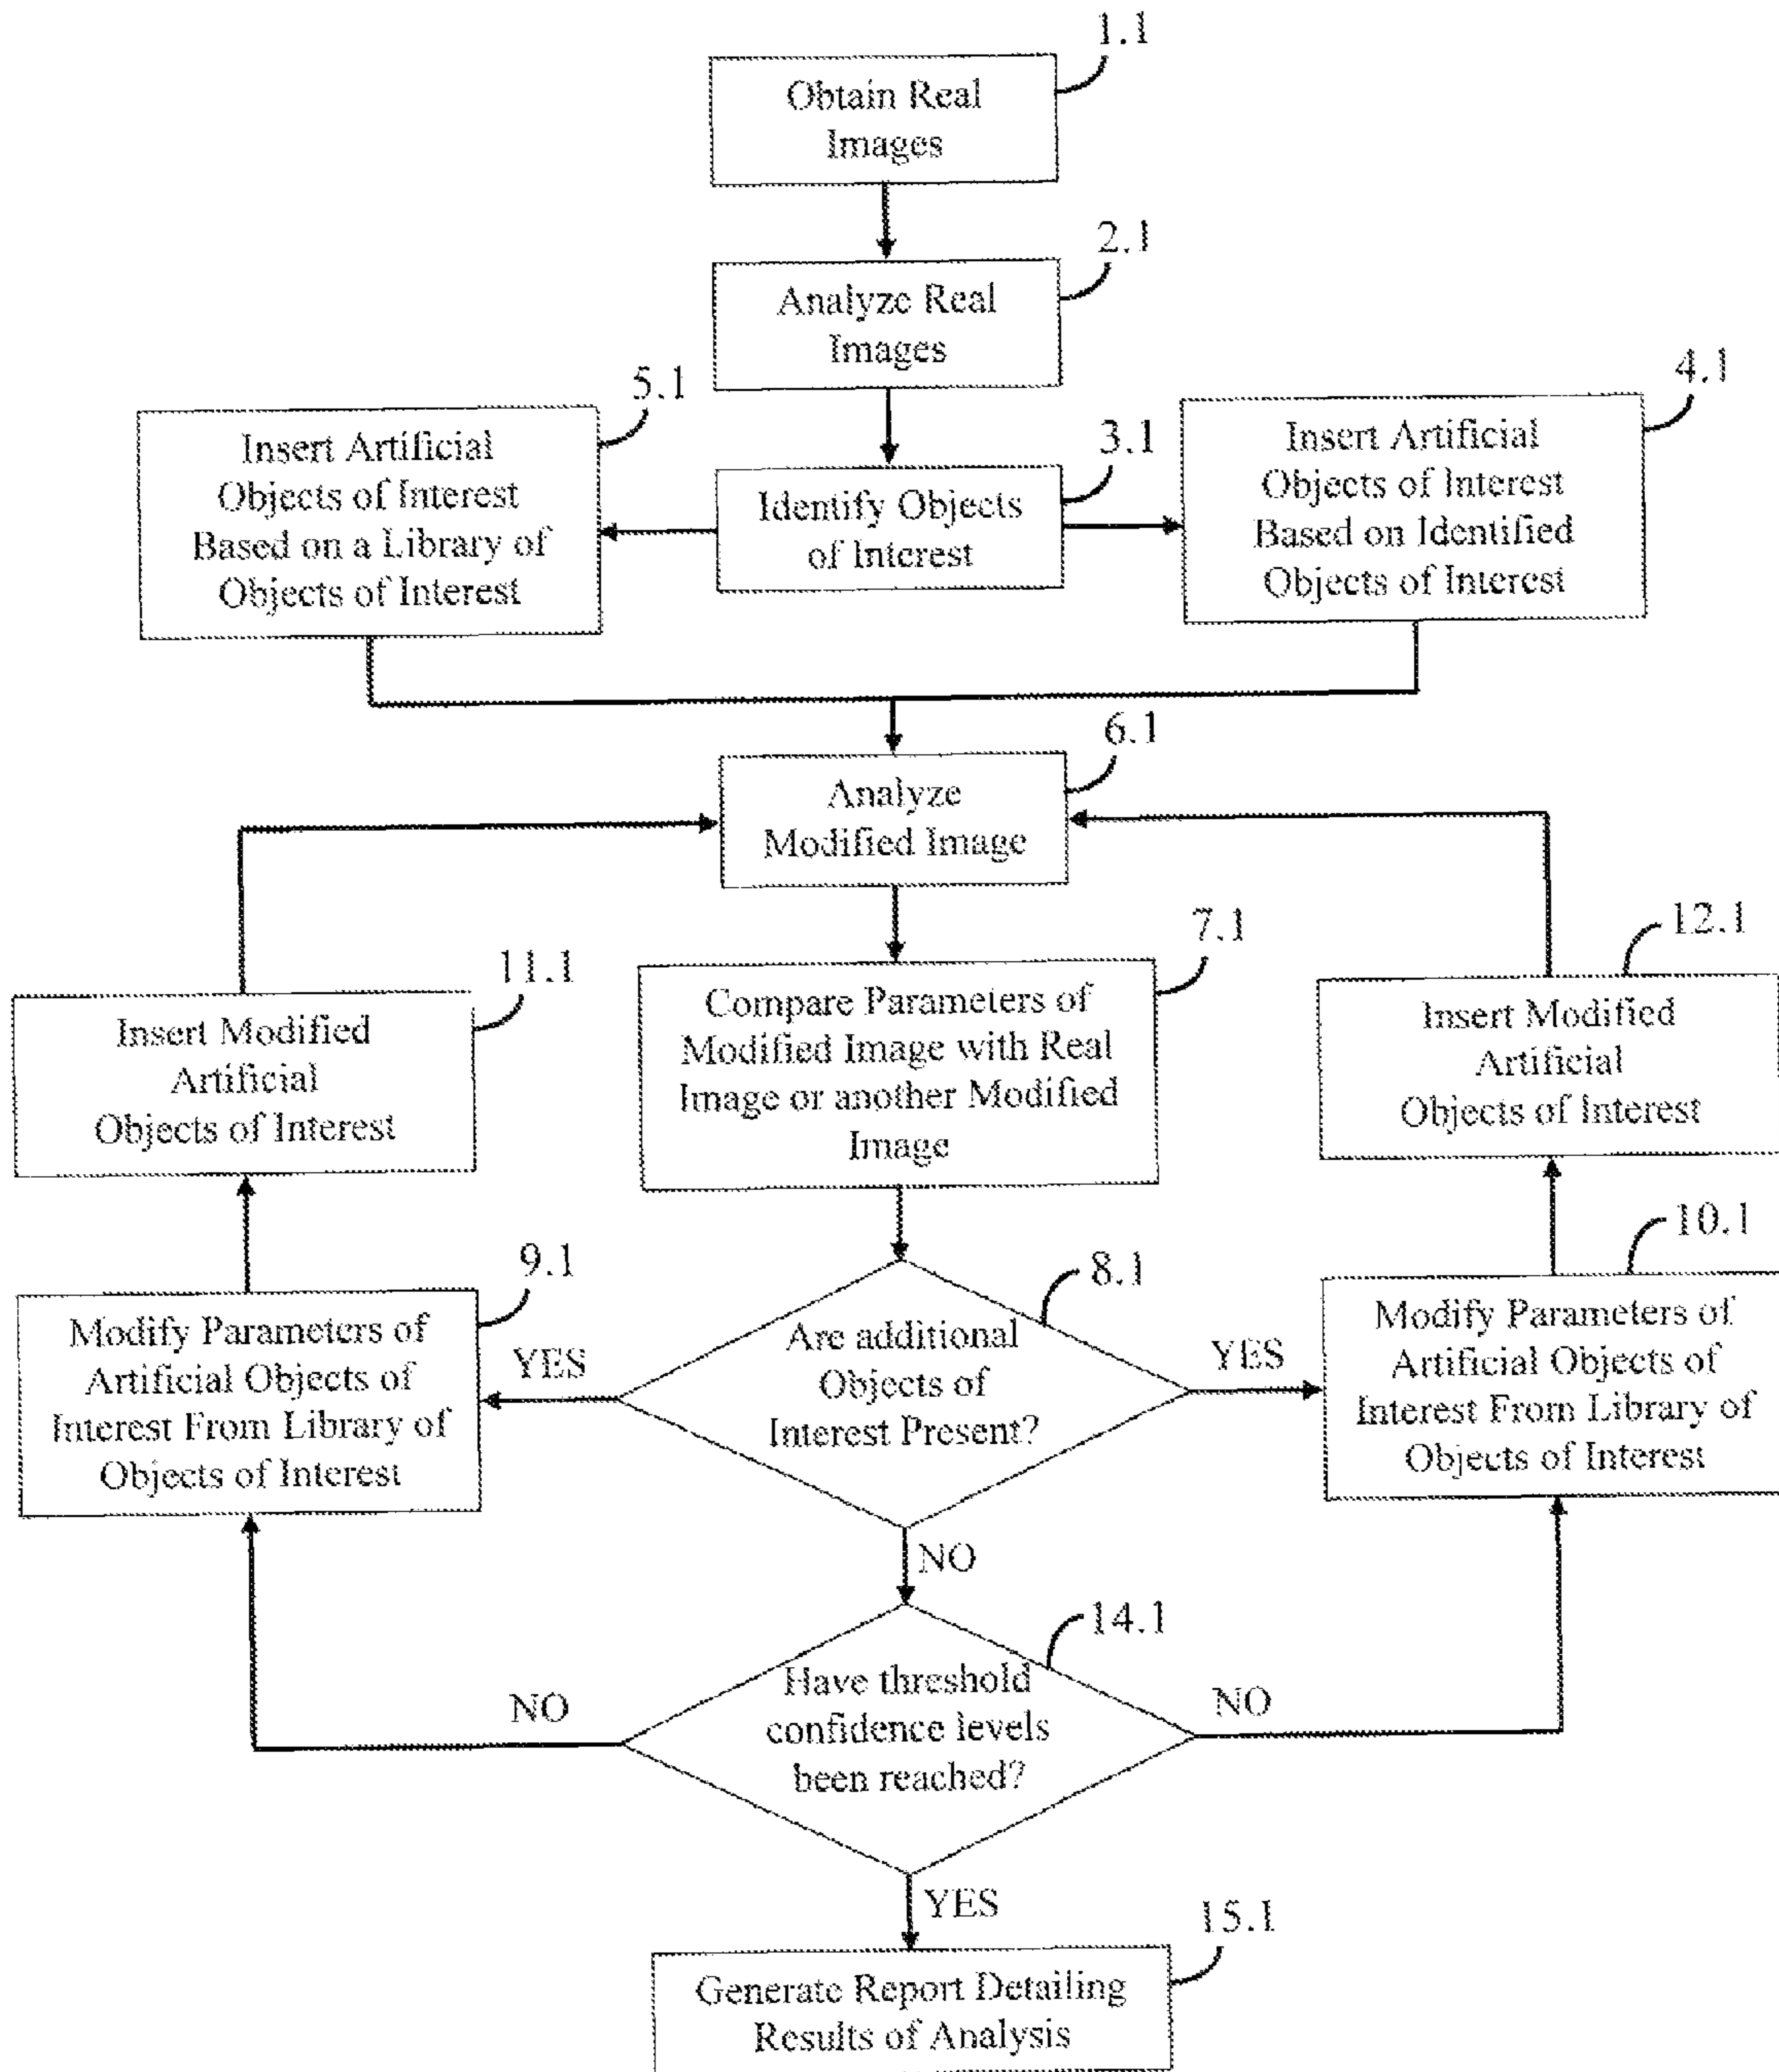 1.1
Obtain Real
Images
2.1
Analyze Real
Images
5.1
Insert Artificial
Objects of Interest
Based on a Library of
Objects of Interest
3.1
Identify Objects
of Interest
4.1
Insert Artificial
Objects of Interest
Based on Identified
Objects of Interest
6.1
Analyze
Modified Image
11.1
Insert Modified
Artificial
Objects of Interest
7.1
Compare Parameters of
Modified Image with Real
Image or another Modified
Image
12.1
Insert Modified
Artificial
Objects of Interest
9.1
Modify Parameters of
Artificial Objects of
Interest From Library of
Objects of Interest
YES
8.1
Are additional
Objects of
Interest Present?
YES
10.1
Modify Parameters of
Artificial Objects of
Interest From Library of
Objects of Interest
NO
14.1
NO
Have threshold
confidence levels
been reached?
NO
YES
15.1
Generate Report Detailing
Results of Analysis